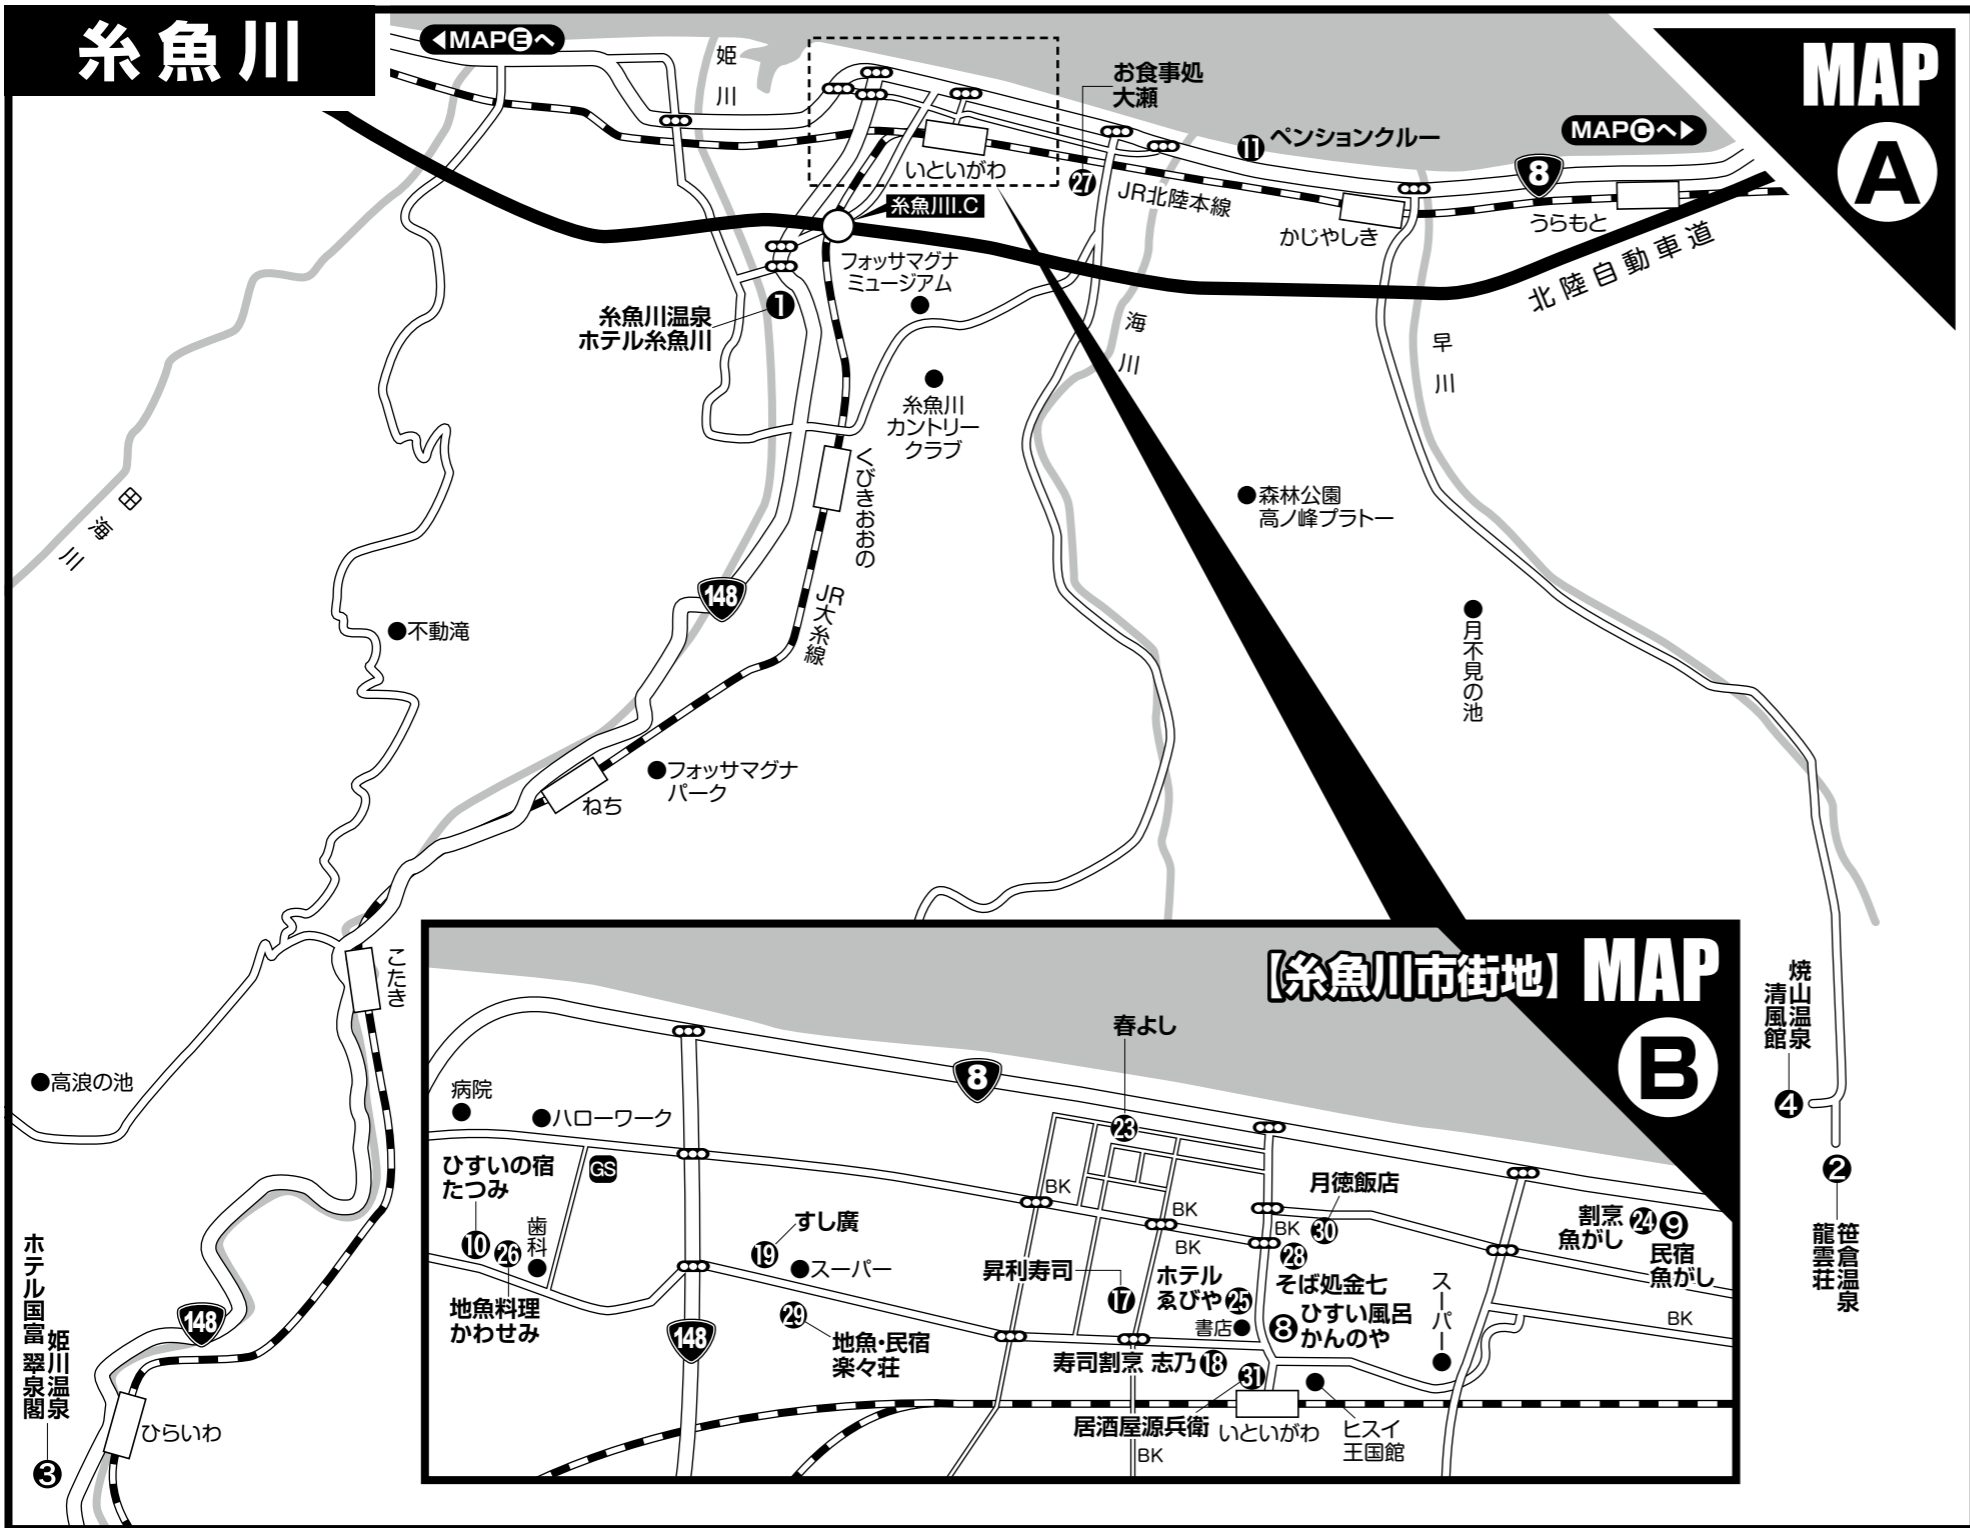 糸魚川
◀MAPⒺへ
姫川
お食事処
大瀬
27
11
ペンションクルー
MAPⒸへ▶
MAP
A
8
いといがわ
糸魚川I.C
JR北陸本線
かじやしき
うらもと
北陸自動車道
フォッサマグナ
ミュージアム
糸魚川温泉
ホテル糸魚川
1
海川
早川
糸魚川
カントリー
クラブ
くびきおおの
田海川
森林公園
高ノ峰プラトー
148
JR大糸線
不動滝
月不見の池
フォッサマグナ
パーク
ねち
こたき
高浪の池
焼山温泉
清風館
4
2
笹倉温泉
龍雲荘
148
姫川温泉
ホテル国富 翠泉閣
3
ひらいわ
【糸魚川市街地】
MAP
B
春よし
23
8
病院
ハローワーク
GS
ひすいの宿
たつみ
10
26
歯科
地魚料理
かわせみ
すし廣
19
スーパー
29
地魚・民宿
楽々荘
148
BK
BK
BK
BK
月徳飯店
30
28
そば処金七
昇利寿司
17
ホテル
ゑびや
25
書店
8
ひすい風呂
かんのや
寿司割烹 志乃
18
31
居酒屋源兵衛
いといがわ
BK
ヒスイ
王国館
スーパー
割烹
魚がし
24
9
民宿
魚がし
BK